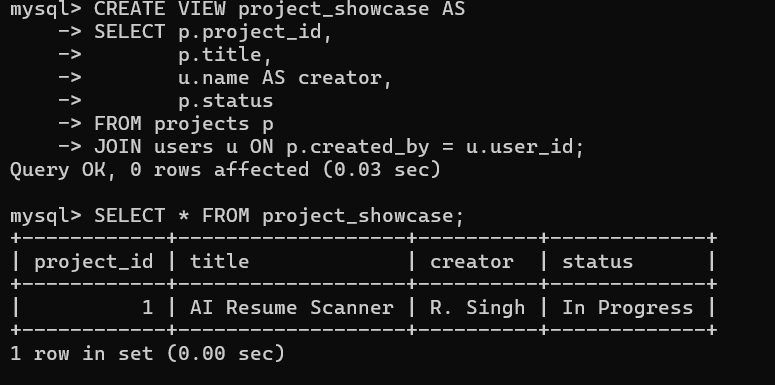 mysql> CREATE VIEW project_showcase AS
    -> SELECT p.project_id,
    ->        p.title,
    ->        u.name AS creator,
    ->        p.status
    -> FROM projects p
    -> JOIN users u ON p.created_by = u.user_id;
Query OK, 0 rows affected (0.03 sec)

mysql> SELECT * FROM project_showcase;
+------------+-------------------+----------+-------------+
| project_id | title             | creator  | status      |
+------------+-------------------+----------+-------------+
|          1 | AI Resume Scanner | R. Singh | In Progress |
+------------+-------------------+----------+-------------+
1 row in set (0.00 sec)